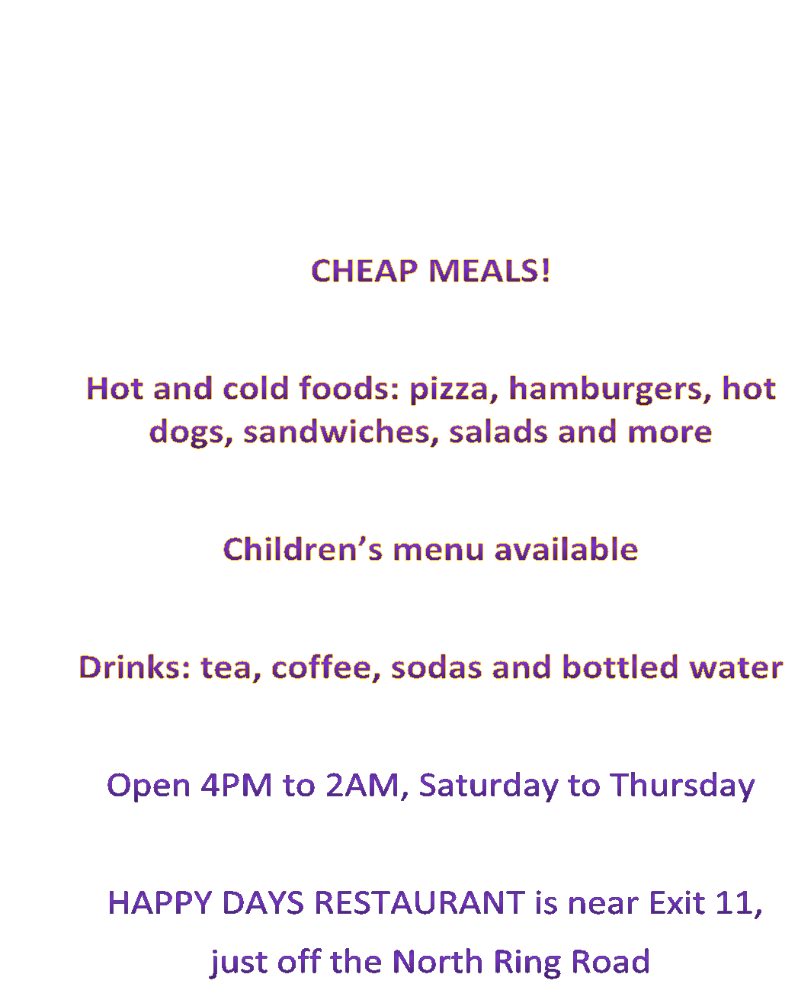 CHEAP MEALS!
Hot and cold foods: pizza, hamburgers, hot
dogs, sandwiches, salads and more
Children’s menu available
Drinks: tea, coffee, sodas and bottled water
Open 4PM to 2AM, Saturday to Thursday
HAPPY DAYS RESTAURANT is near Exit 11,
just off the North Ring Road